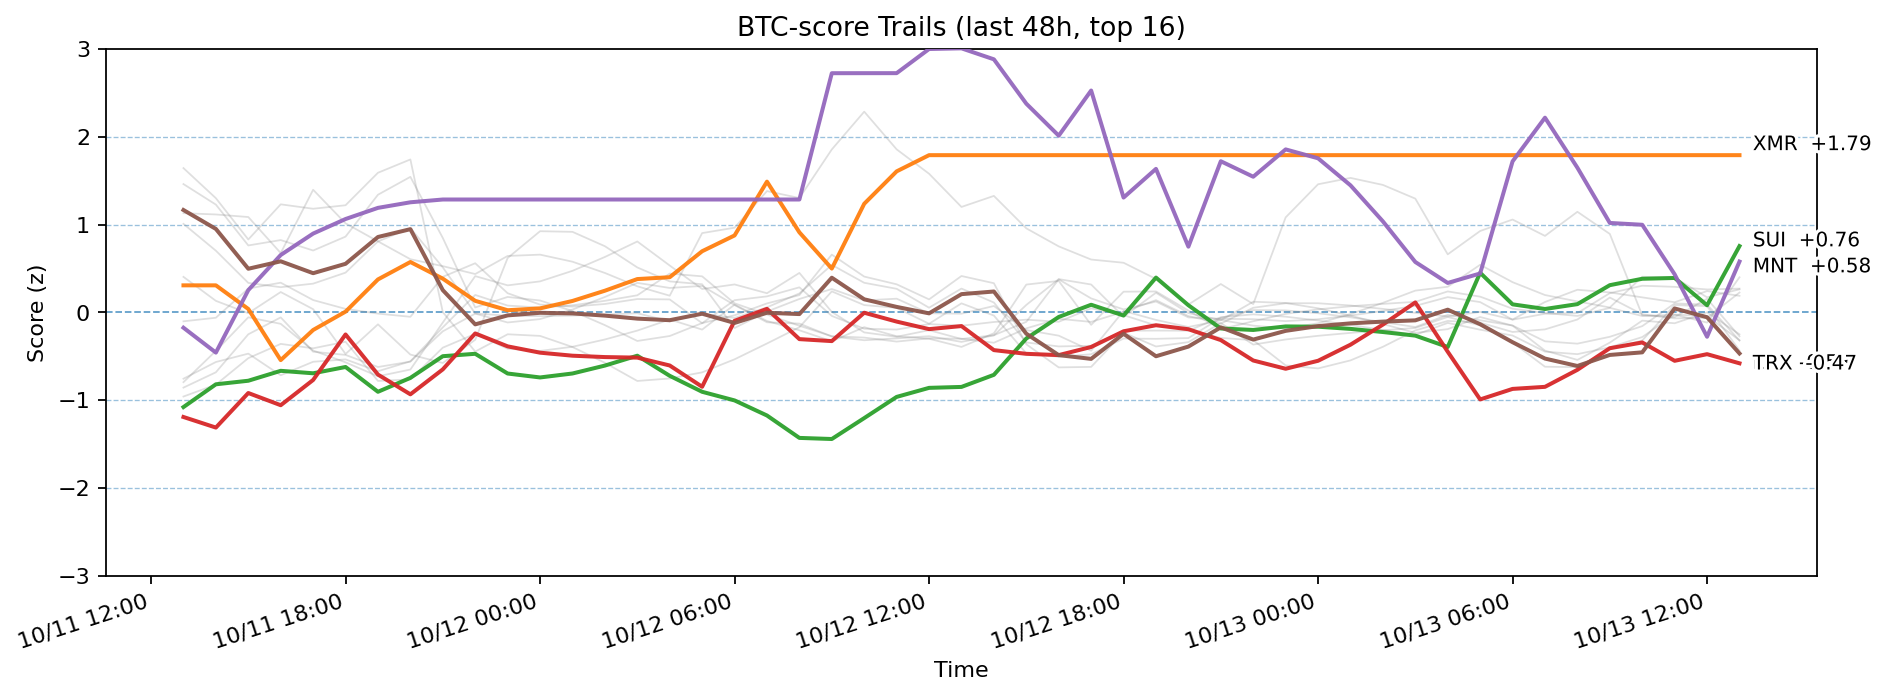 BTC-score Trails (last 48h, top 16)
Score (z)
3
2
1
0
−1
−2
−3
XMR +1.79
SUI +0.76
MNT +0.58
TRX
10/11 12:00
10/11 18:00
10/12 00:00
10/12 06:00
10/12 12:00
10/12 18:00
10/13 00:00
10/13 06:00
10/13 12:00
Time